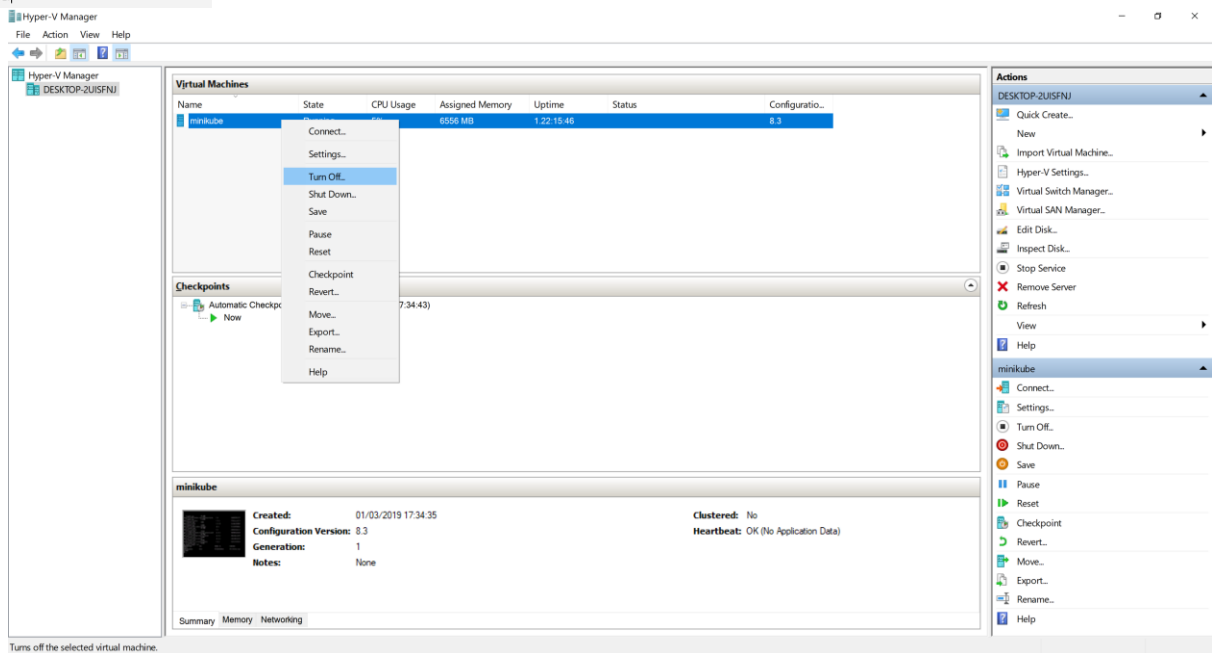 Hyper-V Manager
File Action View Help
Hyper-V Manager
DESKTOP-2UISFNJ
Virtual Machines
Name State CPU Usage Assigned Memory Uptime Status Configuratio...
minikube Running 5% 6556 MB 1.22:15:46 8.3
Connect...
Settings...
Turn Off...
Shut Down...
Save
Pause
Reset
Checkpoint
Revert...
Move...
Export...
Rename...
Help
Checkpoints
Automatic Checkpo 7:34:43)
Now
minikube
Created: 01/03/2019 17:34:35 Clustered: No
Configuration Version: 8.3 Heartbeat: OK (No Application Data)
Generation: 1
Notes: None
Summary Memory Networking
Actions
DESKTOP-2UISFNJ
Quick Create...
New
Import Virtual Machine...
Hyper-V Settings...
Virtual Switch Manager...
Virtual SAN Manager...
Edit Disk...
Inspect Disk...
Stop Service
Remove Server
Refresh
View
Help
minikube
Connect...
Settings...
Turn Off...
Shut Down...
Save
Pause
Reset
Checkpoint
Revert...
Move...
Export...
Rename...
Help
Turns off the selected virtual machine.